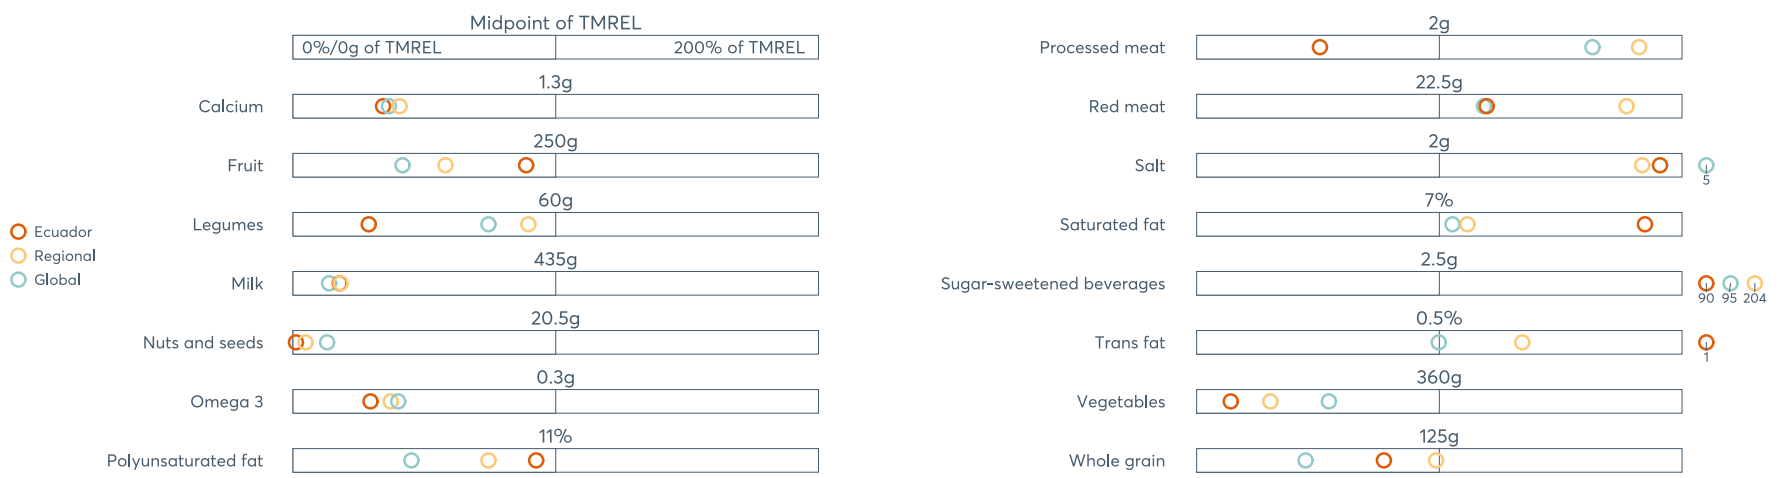 Midpoint of TMREL
0%/0g of TMREL 200% of TMREL
1.3g
Calcium
250g
Fruit
60g
Legumes
435g
Milk
20.5g
Nuts and seeds
0.3g
Omega 3
11%
Polyunsaturated fat
Ecuador
Regional
Global
2g
Processed meat
22.5g
Red meat
2g
Salt
5
7%
Saturated fat
2.5g
Sugar-sweetened beverages
90 95 204
0.5%
Trans fat
1
360g
Vegetables
125g
Whole grain